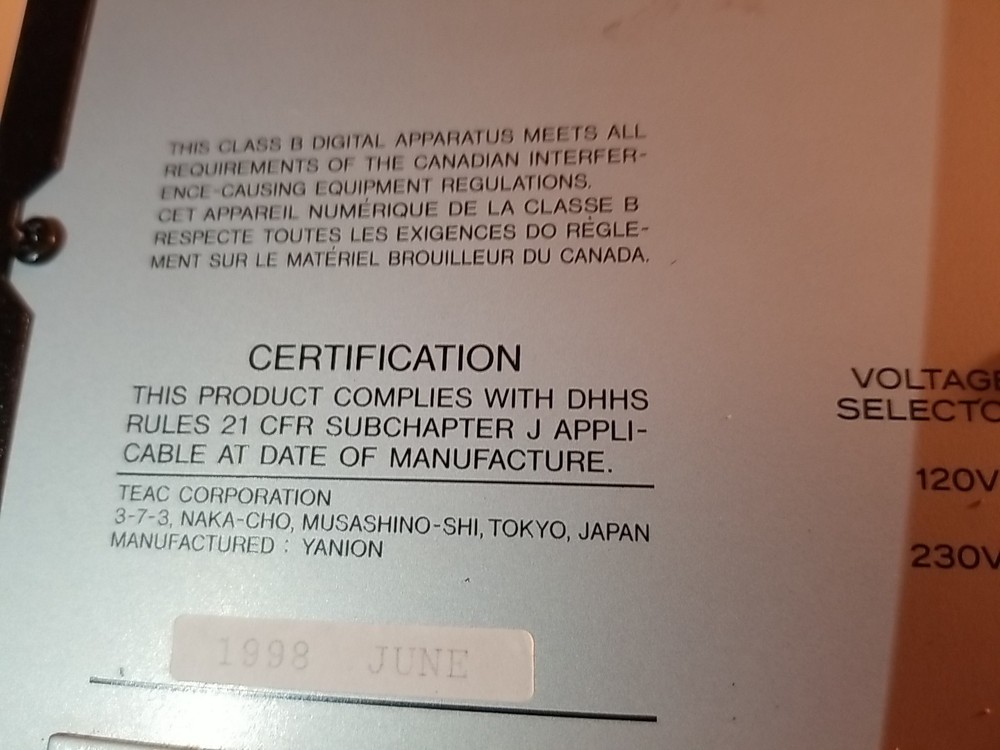 THIS CLASS B DIGITAL APPARATUS MEETS ALL
REQUIREMENTS OF THE CANADIAN INTERFER-
ENCE-CAUSING EQUIPMENT REGULATIONS.
CET APPAREIL NUMÉRIQUE DE LA CLASSE B
RESPECTE TOUTES LES EXIGENCES DO RÈGLE-
MENT SUR LE MATÉRIEL BROUILLEUR DU CANADA.
CERTIFICATION
THIS PRODUCT COMPLIES WITH DHHS
RULES 21 CFR SUBCHAPTER J APPLI-
CABLE AT DATE OF MANUFACTURE.
TEAC CORPORATION
3-7-3, NAKA-CHO, MUSASHINO-SHI, TOKYO, JAPAN
MANUFACTURED : YANION
1998 JUNE
VOLTAGE
SELECTO
120V
230V